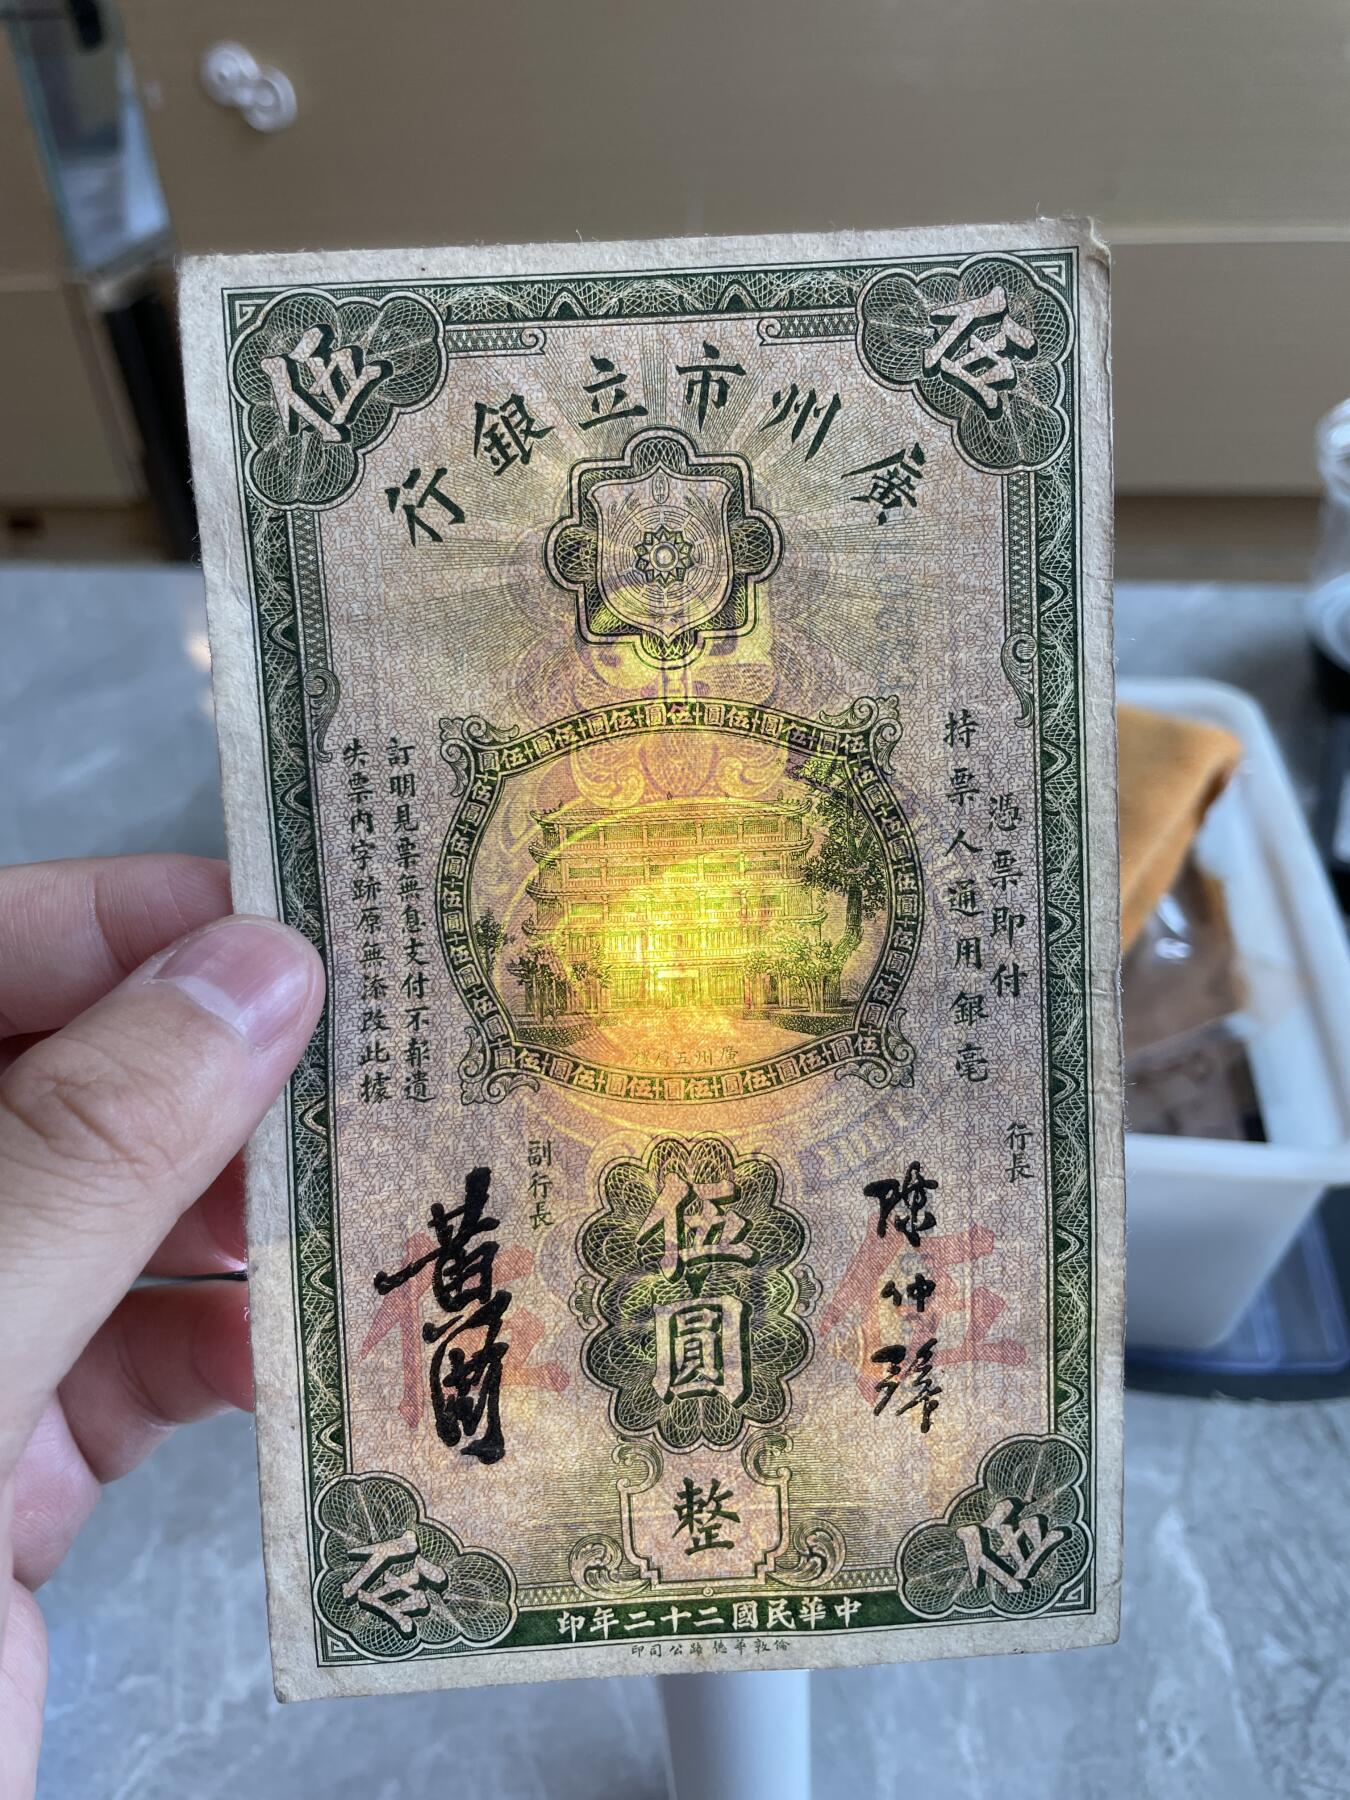 廣州市立銀行
伍
伍
憑票即付
持票人通用銀毫
訂明見票無息支付不彰遺
失票內字跡原無添改此據
廣州五層樓
行長
副行長
陳仲璧
伍
伍
伍圓
整
伍
伍
中華民國二十二年印
倫敦華德路公司印